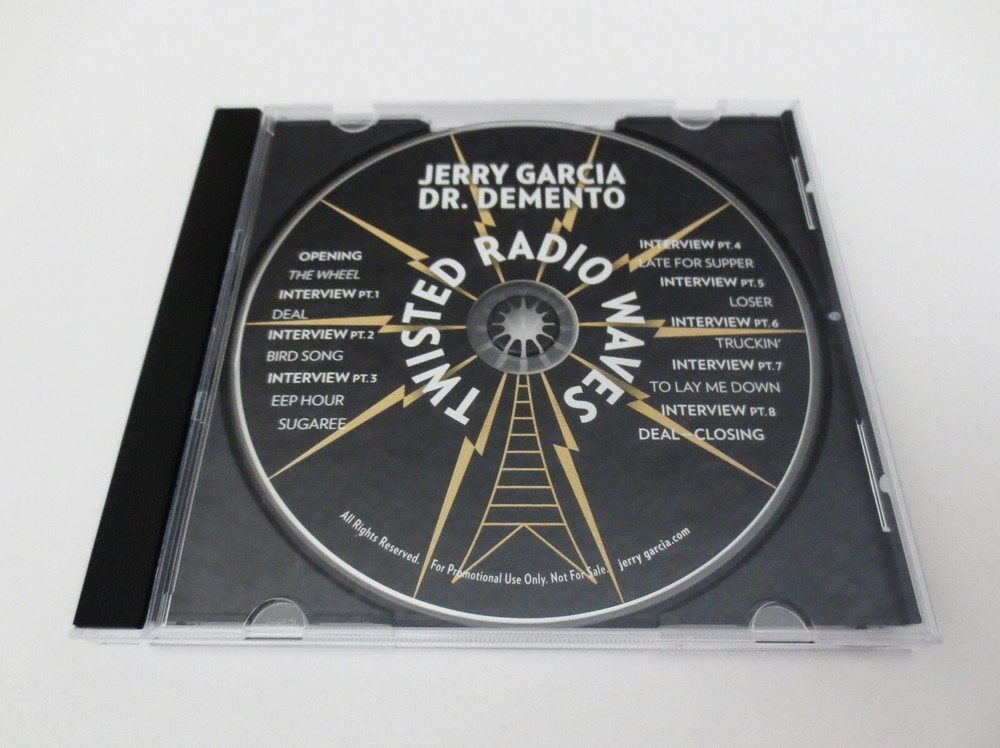 JERRY GARCIA
DR. DEMENTO
TWISTED RADIO WAVES
OPENING
THE WHEEL
INTERVIEW PT.1
DEAL
INTERVIEW PT.2
BIRD SONG
INTERVIEW PT.3
EEP HOUR
SUGAREE
INTERVIEW PT.4
LATE FOR SUPPER
INTERVIEW PT.5
LOSER
INTERVIEW PT.6
TRUCKIN'
INTERVIEW PT.7
TO LAY ME DOWN
INTERVIEW PT.8
DEAL-CLOSING
All Rights Reserved. For Promotional Use Only. Not For Sale. jerry garcia.com